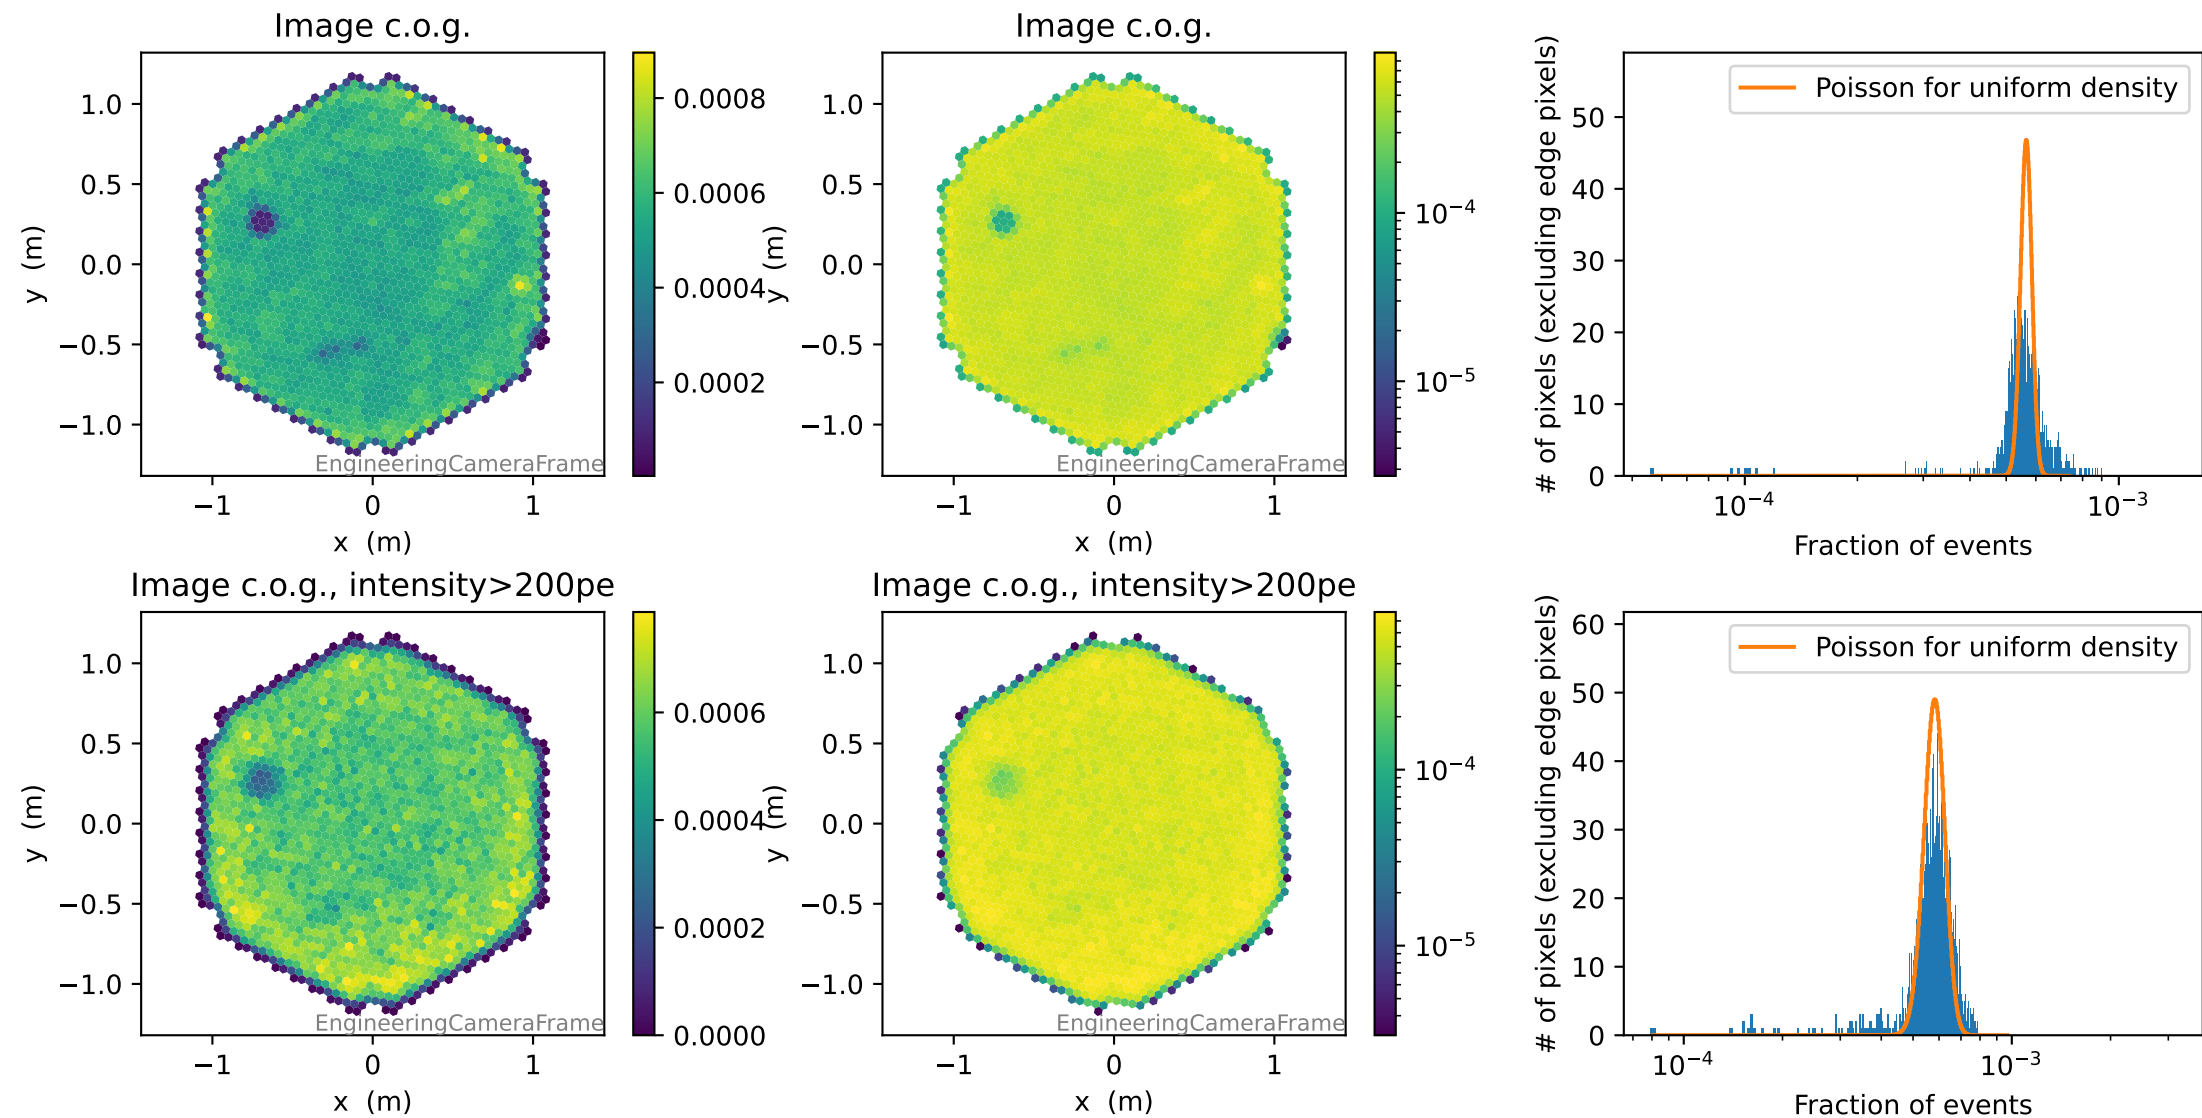 Image c.o.g.
1.0
0.5
0.0
−0.5
−1.0
y (m)
−1
0
1
x (m)
EngineeringCameraFrame
0.0008
0.0006
0.0004
0.0002
Image c.o.g.
1.0
0.5
0.0
−0.5
−1.0
y (m)
−1
0
1
x (m)
EngineeringCameraFrame
10⁻⁴
10⁻⁵
# of pixels (excluding edge pixels)
50
40
30
20
10
0
Poisson for uniform density
10⁻⁴
10⁻³
Fraction of events
Image c.o.g., intensity>200pe
1.0
0.5
0.0
−0.5
−1.0
y (m)
−1
0
1
x (m)
EngineeringCameraFrame
0.0006
0.0004
0.0002
0.0000
Image c.o.g., intensity>200pe
1.0
0.5
0.0
−0.5
−1.0
y (m)
−1
0
1
x (m)
EngineeringCameraFrame
10⁻⁴
10⁻⁵
# of pixels (excluding edge pixels)
60
50
40
30
20
10
0
Poisson for uniform density
10⁻⁴
10⁻³
Fraction of events